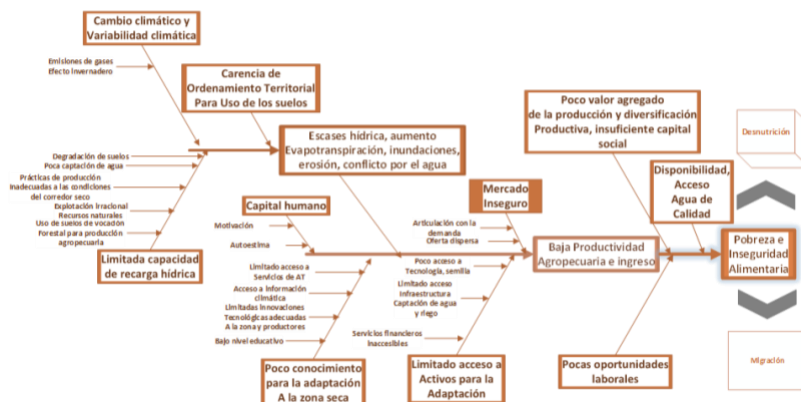 Cambio climático y
Variabilidad climática
Emisiones de gases
Efecto invernadero
Carencia de
Ordenamiento Territorial
Para Uso de los suelos
Escases hídrica, aumento
Evapotranspiración, inundaciones,
erosión, conflicto por el agua
Degradación de suelos
Poca captación de agua
Prácticas de producción
Inadecuadas a las condiciones
del corredor seco
Explotación Irracional
Recursos naturales
Uso de suelos de vocación
Forestal para producción
agropecuaria
Limitada capacidad
de recarga hídrica
Capital humano
Motivación
Autoestima
Limitado acceso a
Servicios de AT
Acceso a información
climática
Limitadas innovaciones
Tecnológicas adecuadas
A la zona y productores
Bajo nivel educativo
Poco conocimiento
para la adaptación
A la zona seca
Mercado
Inseguro
Articulación con la
demanda
Oferta dispersa
Poco acceso a
Tecnología, semilla
Limitado acceso
Infraestructura
Captación de agua
y riego
Servicios financieros
inaccesibles
Limitado acceso a
Activos para la
Adaptación
Baja Productividad
Agropecuaria e ingreso
Poco valor agregado
de la producción y diversificación
Productiva, insuficiente capital
social
Disponibilidad,
Acceso
Agua de
Calidad
Pocas oportunidades
laborales
Desnutrición
Pobreza e
Inseguridad
Alimentaria
Migración